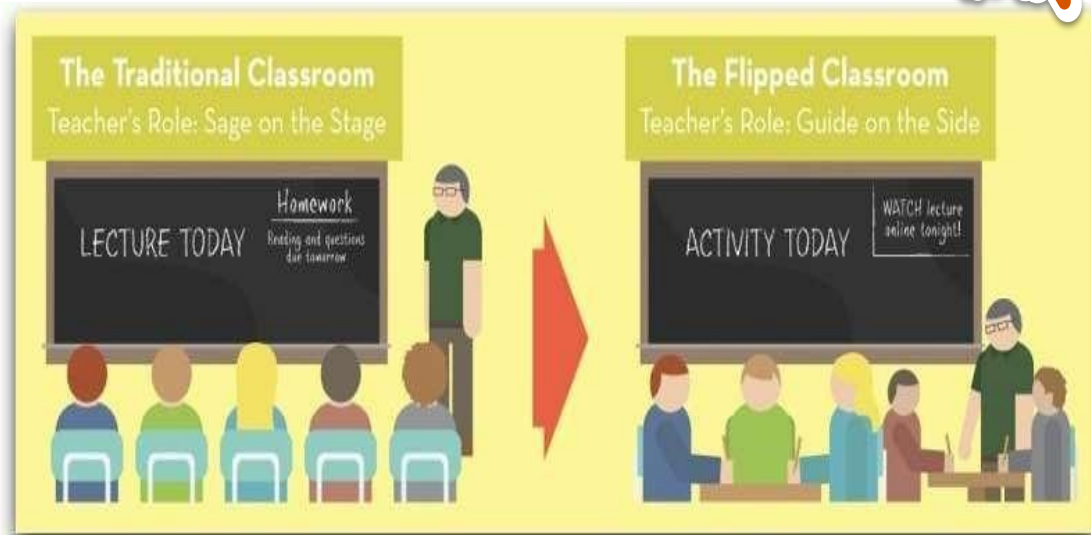 The Traditional Classroom
Teacher's Role: Sage on the Stage
LECTURE TODAY
Homework
Reading and questions
due tomorrow
The Flipped Classroom
Teacher's Role: Guide on the Side
ACTIVITY TODAY
WATCH lecture
online tonight!